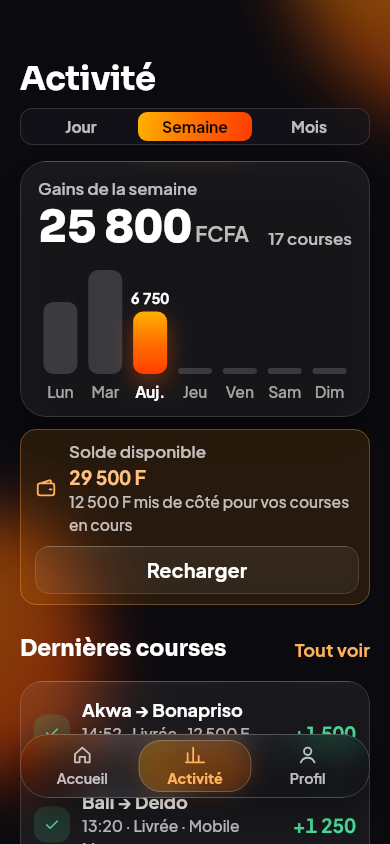 Activité
Jour Semaine Mois
Gains de la semaine
25 800 FCFA 17 courses
6 750
Lun Mar Auj. Jeu Ven Sam Dim
Solde disponible
29 500 F
12 500 F mis de côté pour vos courses
en cours
Recharger
Dernières courses Tout voir
Akwa → Bonapriso
14:52 · Livrée · 12 500 F +1 500
Accueil Activité Profil
Bali → Deido
13:20 · Livrée · Mobile +1 250